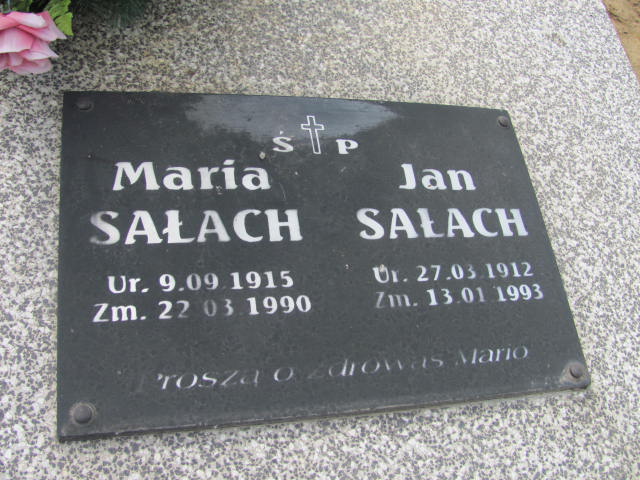 Ś P
Maria
SAŁACH
Ur. 9.09.1915
Zm. 22.03.1990
Jan
SAŁACH
Ur. 27.03.1912
Zm. 13.01.1993
Proszą o Zdrowaś Mario